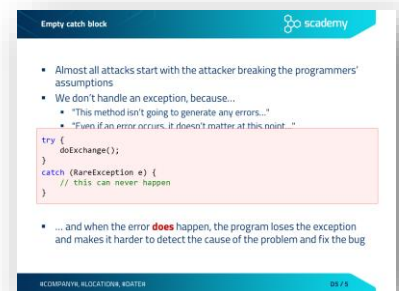 Empty catch block
scademy
Almost all attacks start with the attacker breaking the programmers'
assumptions
We don't handle an exception, because...
"This method isn't going to generate any errors..."
"Even if an error occurs, it doesn't matter at this point..."
try {
doExchange();
}
catch (RareException e) {
// this can never happen
}
... and when the error does happen, the program loses the exception
and makes it harder to detect the cause of the problem and fix the bug
#COMPANY#, #LOCATION#, #DATE#
DS / 5